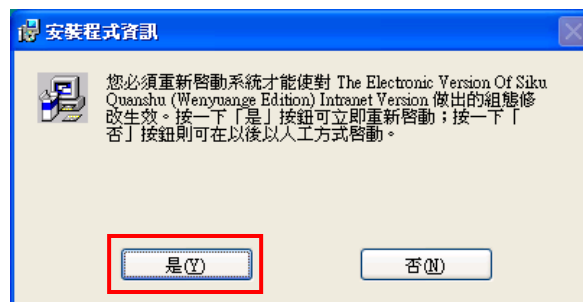 安裝程式資訊
您必須重新啓動系統才能使對 The Electronic Version Of Siku
Quanshu (Wenyuange Edition) Intranet Version 做出的組態修
改生效。按一下「是」按鈕可立即重新啓動；按一下「
否」按鈕則可在以後以人工方式啓動。
是(Y)
否(N)